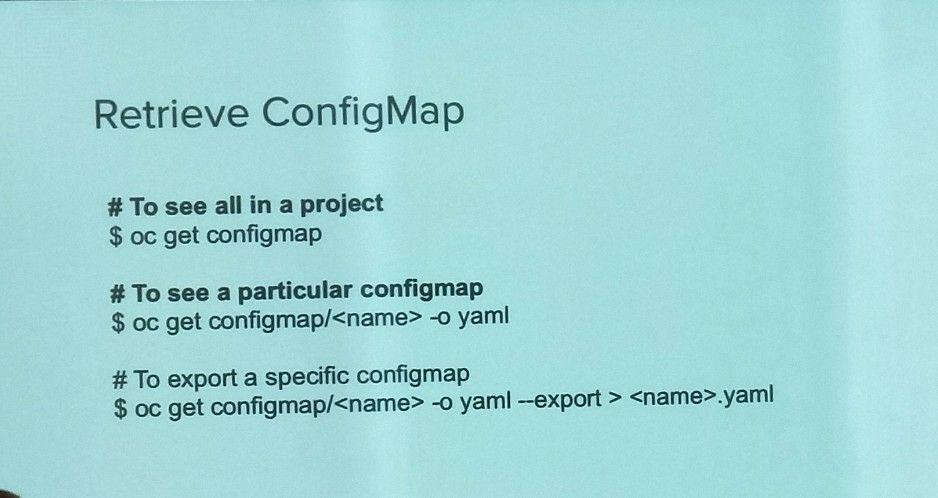 Retrieve ConfigMap
# To see all in a project
$ oc get configmap
# To see a particular configmap
$ oc get configmap/<name> -o yaml
# To export a specific configmap
$ oc get configmap/<name> -o yaml --export > <name>.yaml